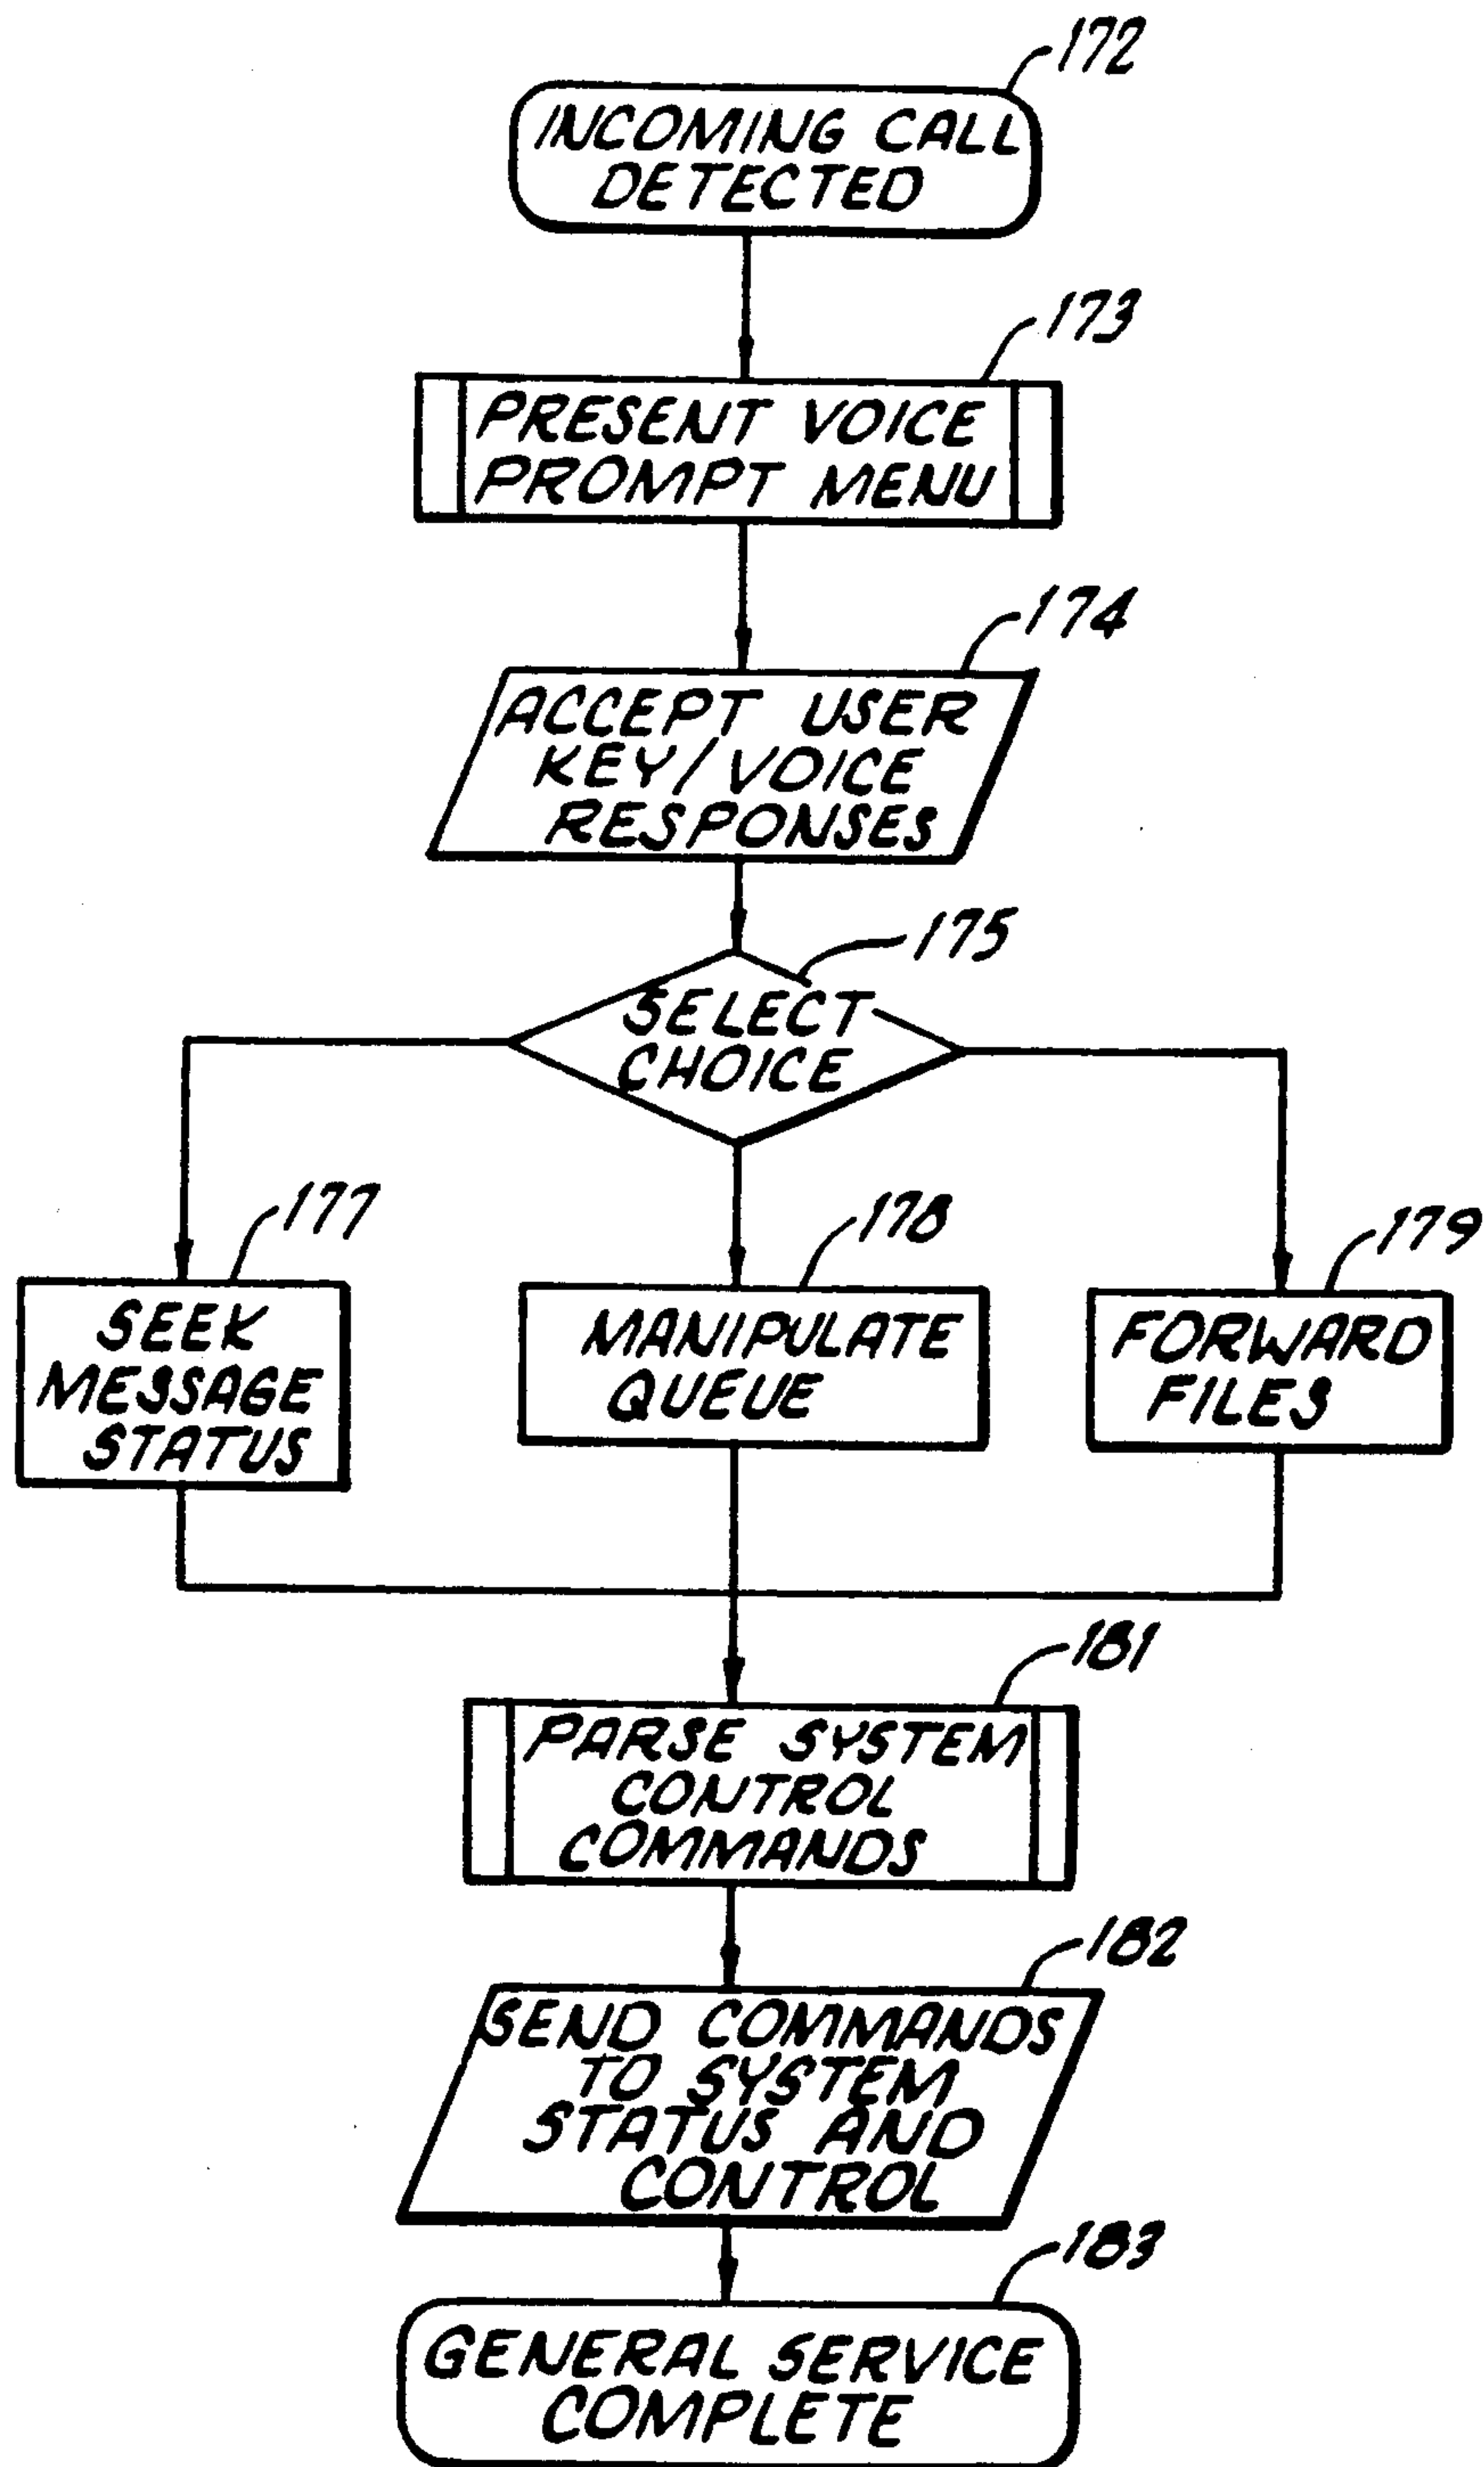 172
INCOMING CALL
DETECTED
173
PRESENT VOICE
PROMPT MENU
174
ACCEPT USER
KEY/VOICE
RESPONSES
175
SELECT
CHOICE
177
SEEK
MESSAGE
STATUS
178
MANIPULATE
QUEUE
179
FORWARD
FILES
181
PARSE SYSTEM
CONTROL
COMMANDS
182
SEND COMMANDS
TO SYSTEM
STATUS AND
CONTROL
183
GENERAL SERVICE
COMPLETE